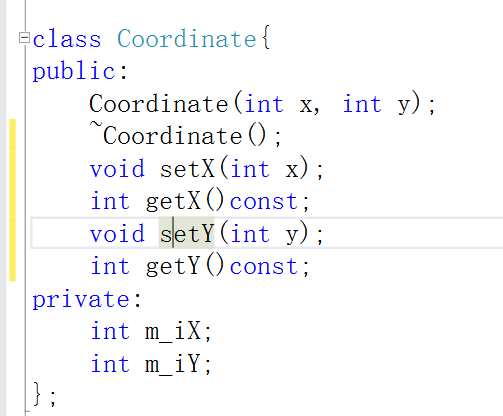 class Coordinate{
public:
    Coordinate(int x, int y);
    ~Coordinate();
    void setX(int x);
    int getX()const;
    void setY(int y);
    int getY()const;
private:
    int m_iX;
    int m_iY;
};